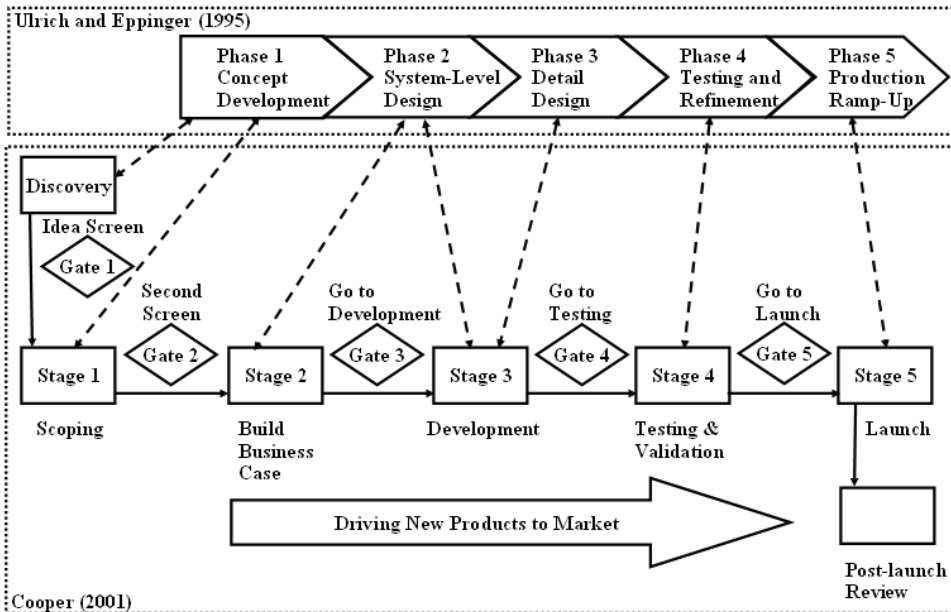 Ulrich and Eppinger (1995)
Phase 1
Concept
Development
Phase 2
System-Level
Design
Phase 3
Detail
Design
Phase 4
Testing and
Refinement
Phase 5
Production
Ramp-Up
Discovery
Idea Screen
Gate 1
Second
Screen
Gate 2
Go to
Development
Gate 3
Go to
Testing
Gate 4
Go to
Launch
Gate 5
Stage 1
Stage 2
Stage 3
Stage 4
Stage 5
Scoping
Build
Business
Case
Development
Testing &
Validation
Launch
Driving New Products to Market
Post-launch
Review
Cooper (2001)